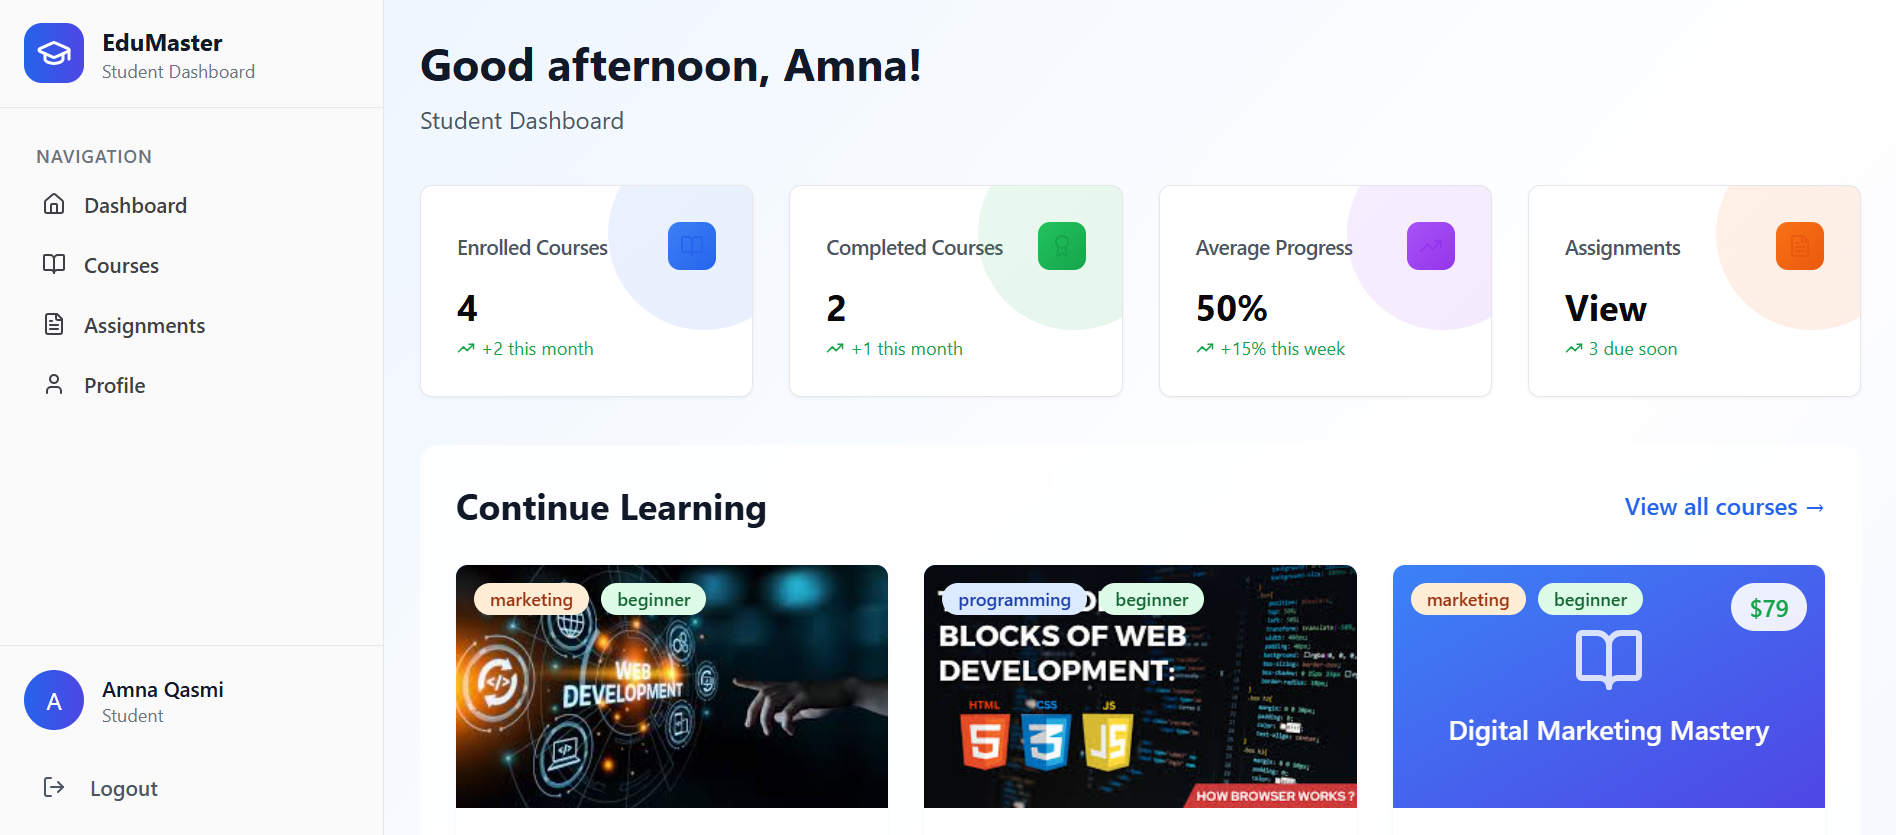 EduMaster
Student Dashboard
NAVIGATION
Dashboard
Courses
Assignments
Profile
Amna Qasmi
Student
A
Logout
Good afternoon, Amna!
Student Dashboard
Enrolled Courses
4
+2 this month
Completed Courses
2
+1 this month
Average Progress
50%
+15% this week
Assignments
View
3 due soon
Continue Learning
View all courses →
marketing
beginner
WEB
DEVELOPMENT
programming
beginner
BLOCKS OF WEB
DEVELOPMENT:
HTML
CSS
JS
HOW BROWSER WORKS ?
marketing
beginner
$79
Digital Marketing Mastery